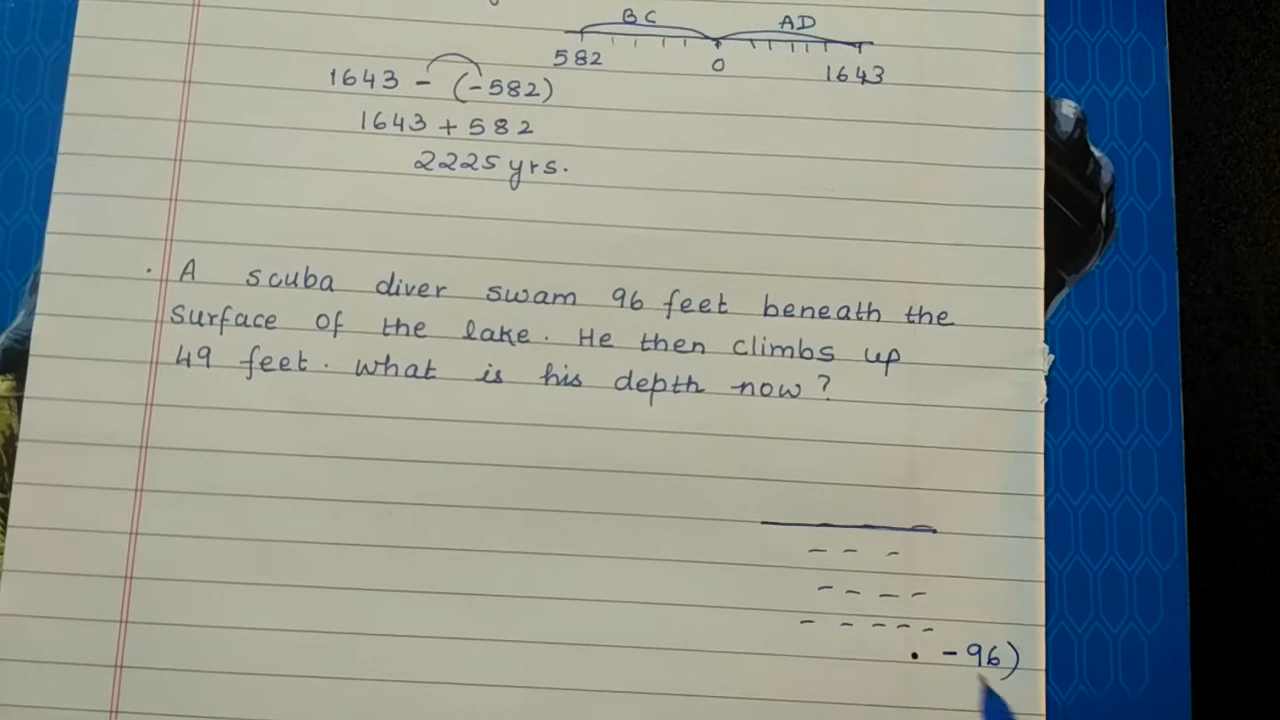 BC AD
582 0 1643
1643 - (-582)
1643 + 582
2225 yrs.
. A scuba diver swam 96 feet beneath the
surface of the lake. He then climbs up
49 feet. What is his depth now?
-96)